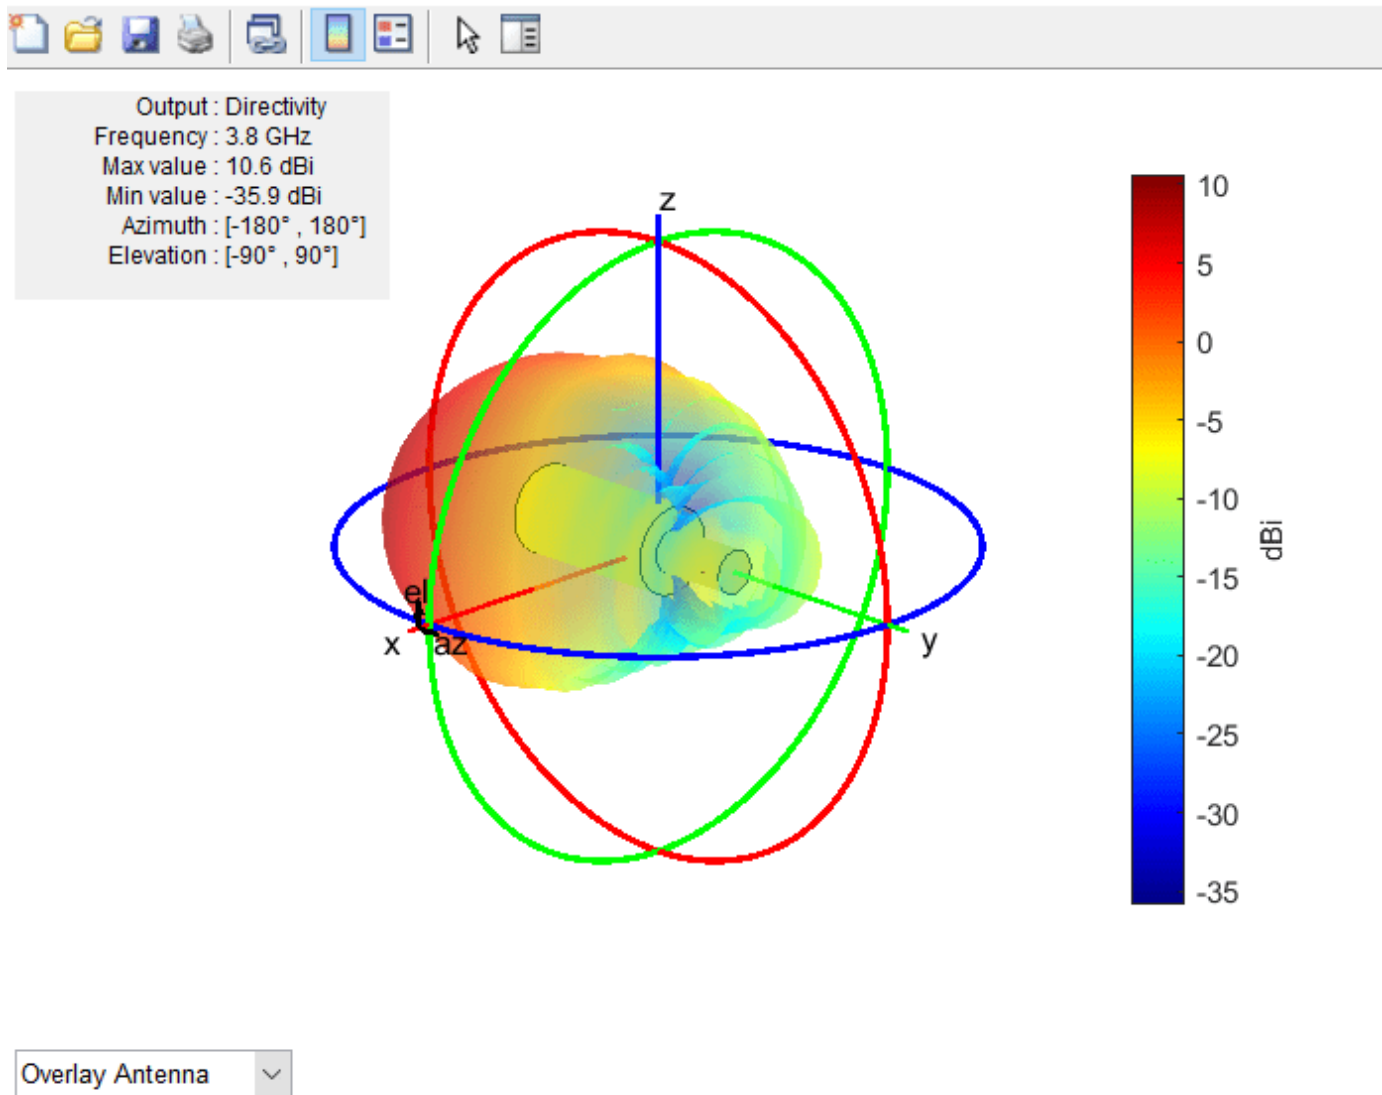 Output : Directivity
Frequency : 3.8 GHz
Max value : 10.6 dBi
Min value : -35.9 dBi
Azimuth : [-180° , 180°]
Elevation : [-90° , 90°]
z
el
az
x
y
10
5
0
-5
-10
-15
-20
-25
-30
-35
dBi
Overlay Antenna